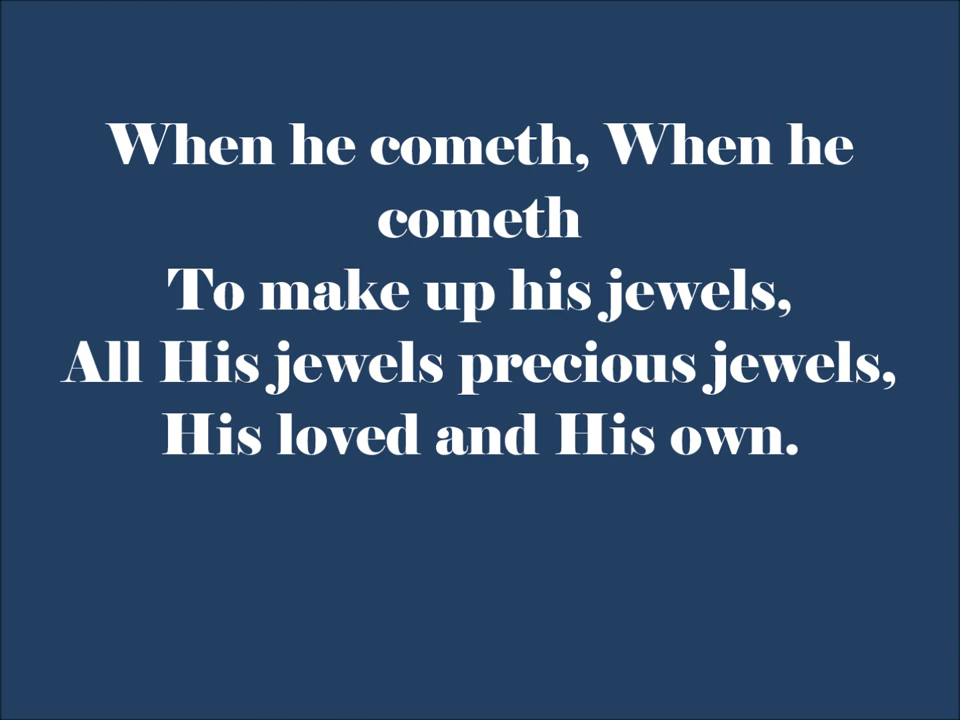 When he cometh, When he
cometh
To make up his jewels,
All His jewels precious jewels,
His loved and His own.